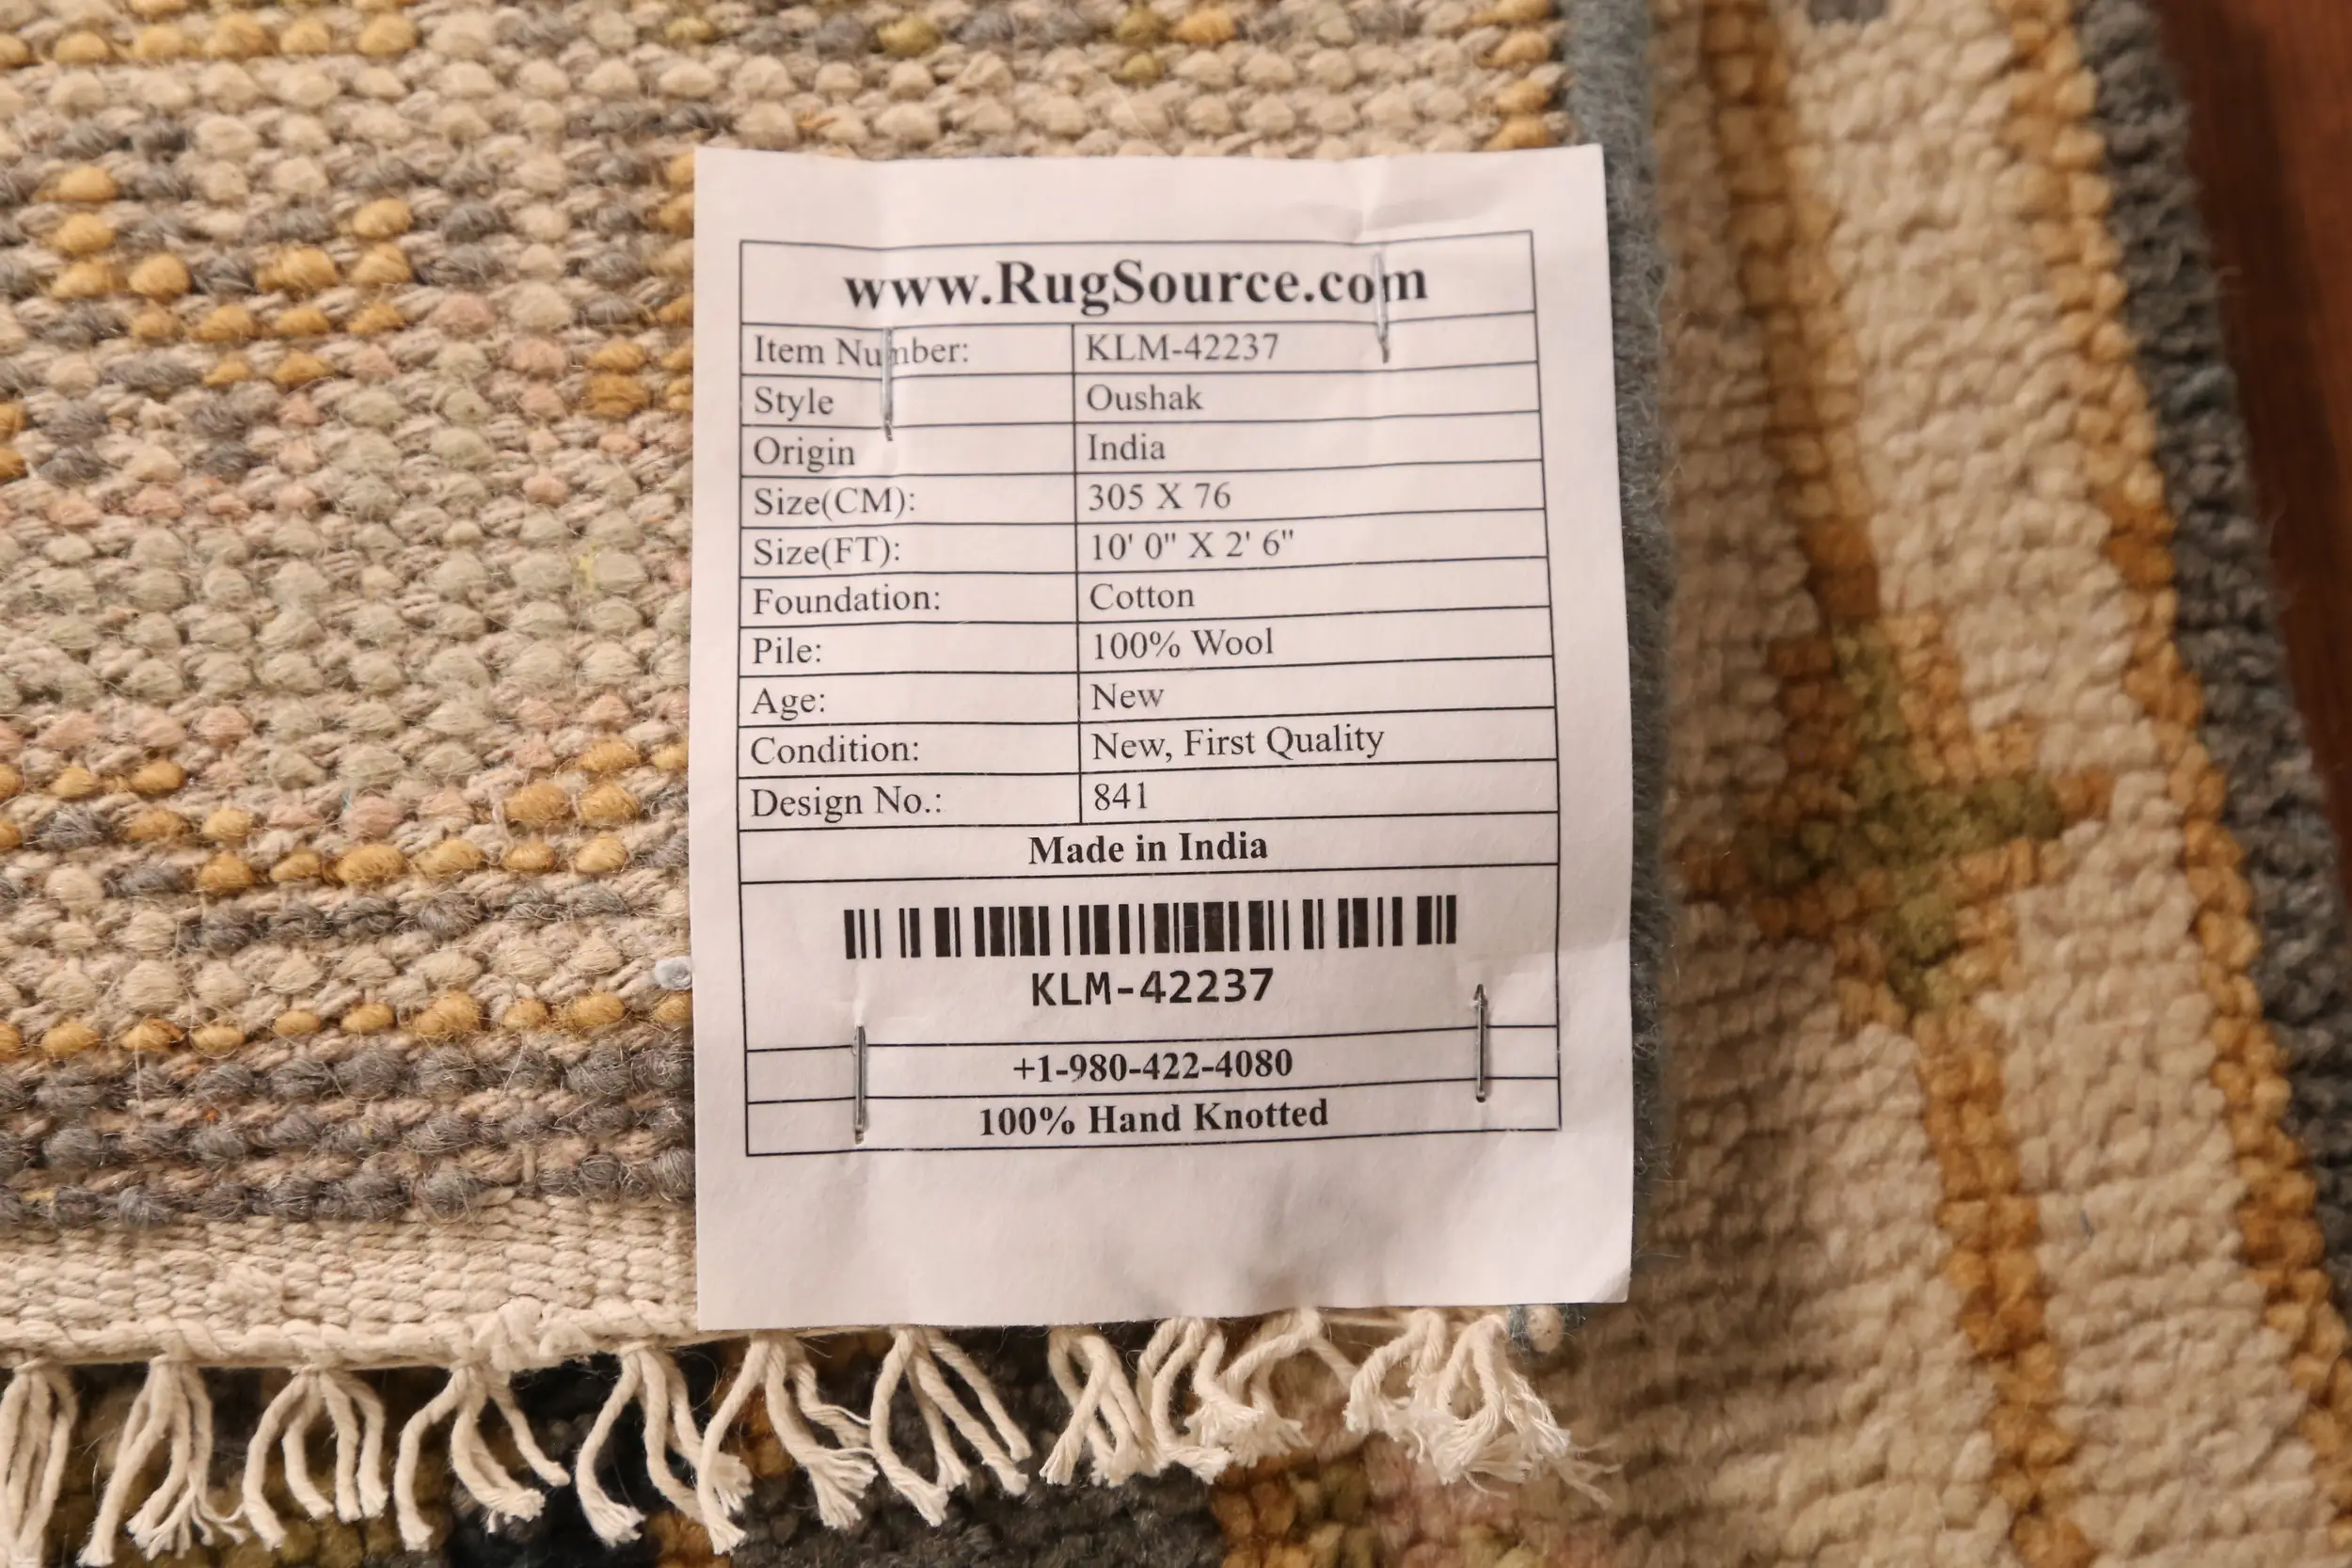 www.RugSource.com
Item Number: KLM-42237
Style Oushak
Origin India
Size(CM): 305 X 76
Size(FT): 10' 0" X 2' 6"
Foundation: Cotton
Pile: 100% Wool
Age: New
Condition: New, First Quality
Design No.: 841
Made in India
KLM-42237
+1-980-422-4080
100% Hand Knotted